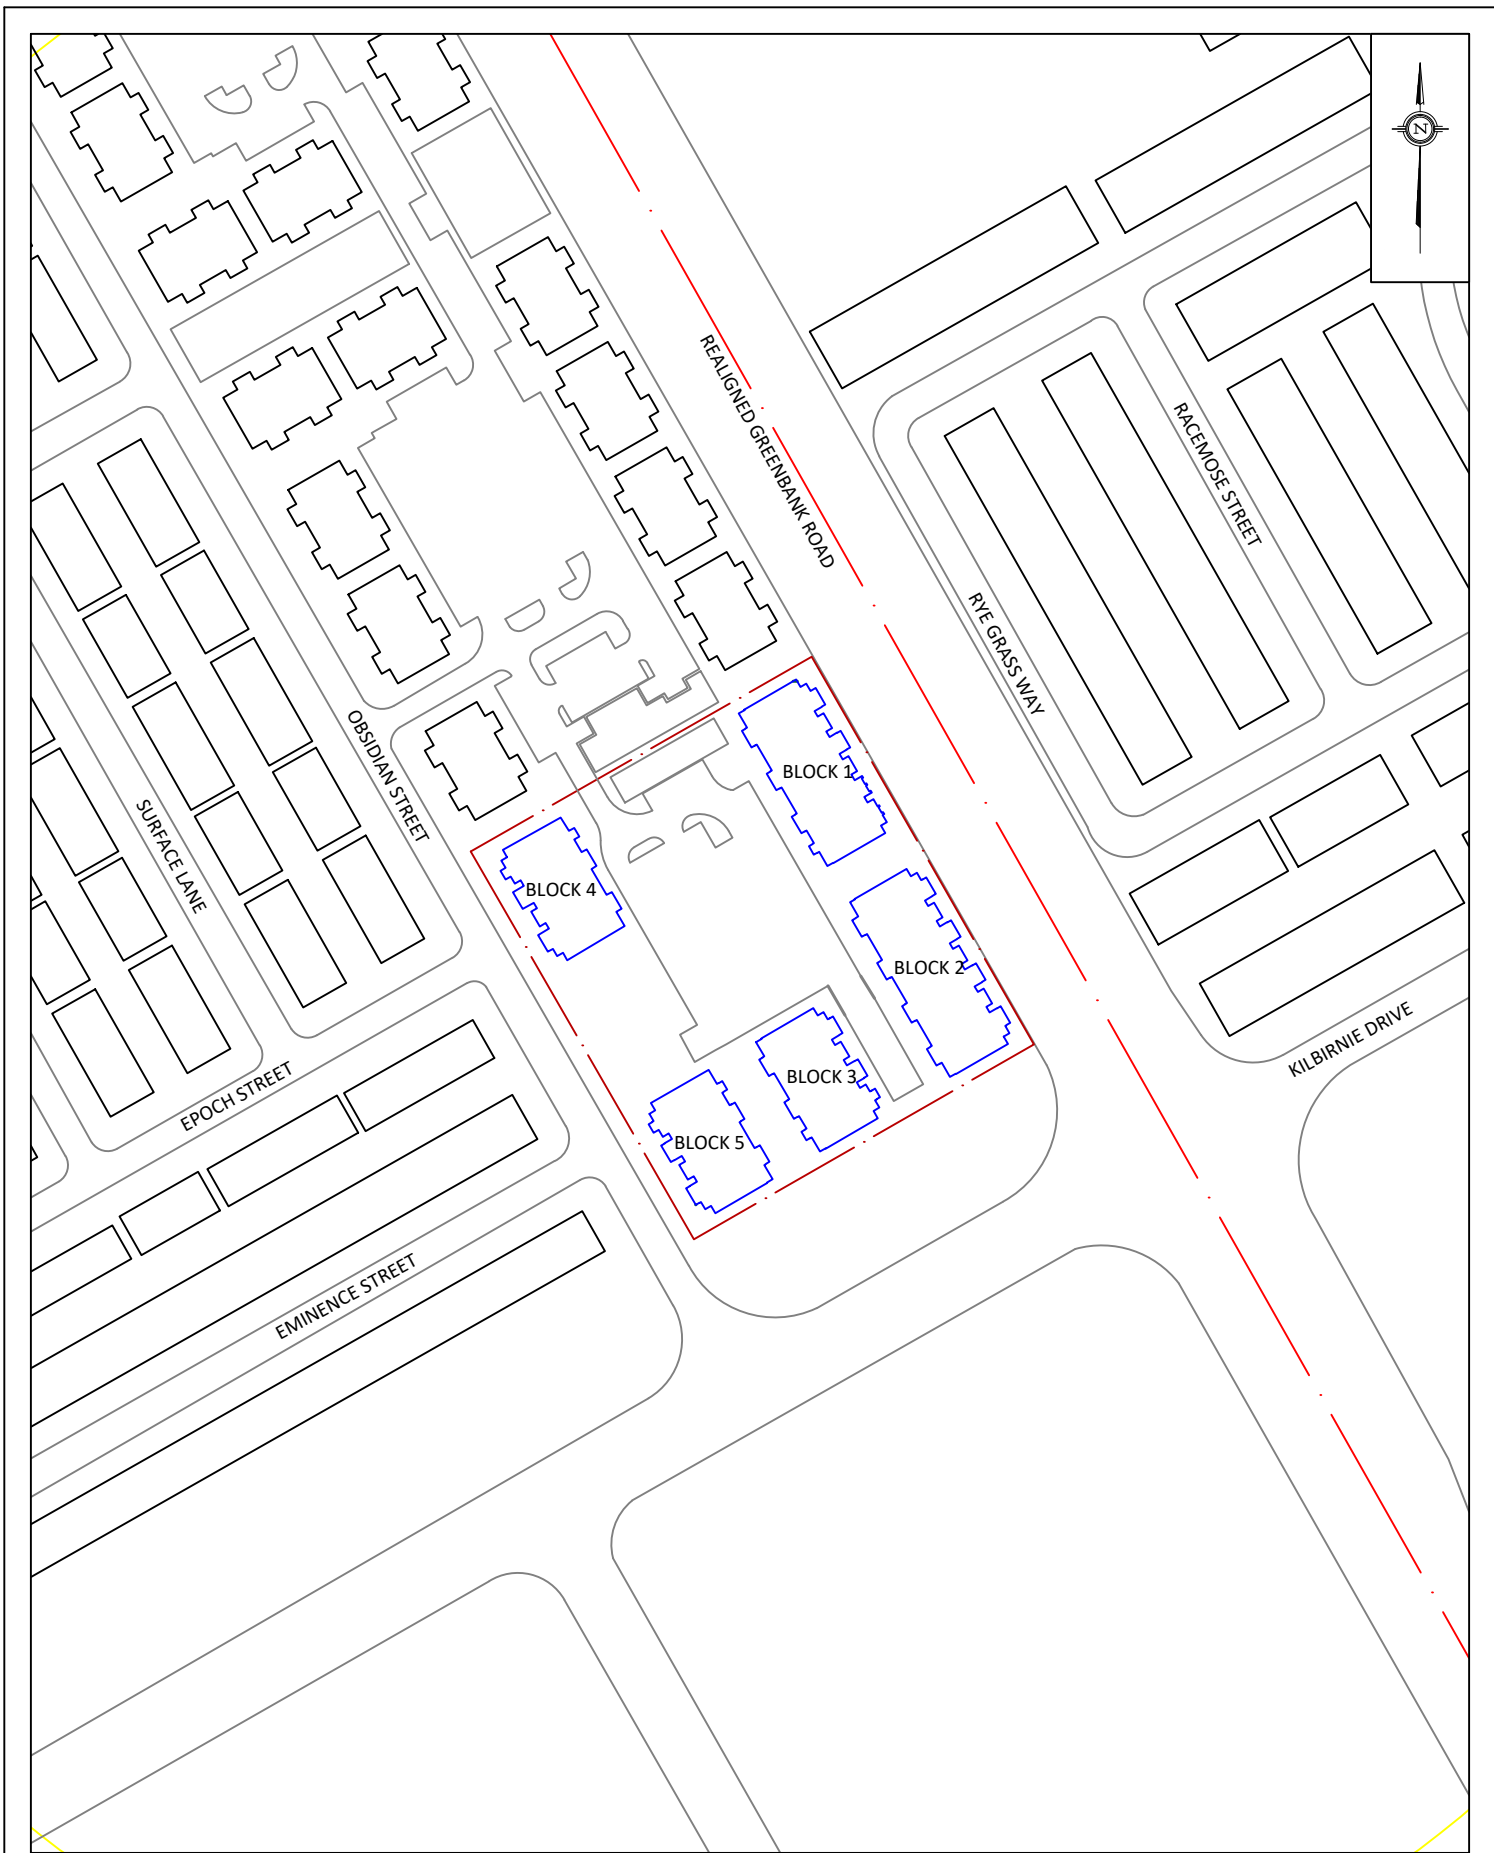 N
REALIGNED GREENBANK ROAD
RACEMOSE STREET
RYE GRASS WAY
OBSIDIAN STREET
SURFACE LANE
BLOCK 1
BLOCK 4
BLOCK 2
KILBIRNIE DRIVE
BLOCK 3
EPOCH STREET
BLOCK 5
EMINENCE STREET